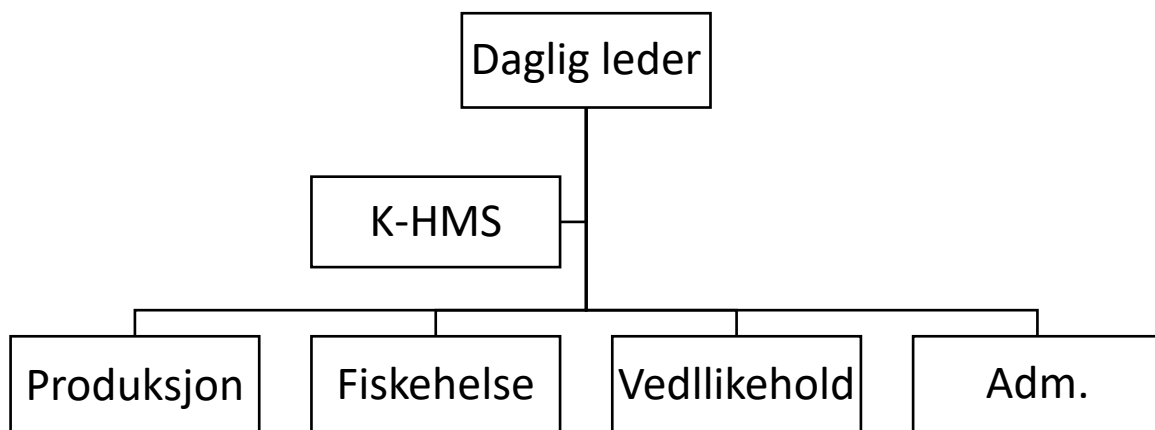 Daglig leder
K-HMS
Produksjon
Fiskehelse
Vedllikehold
Adm.